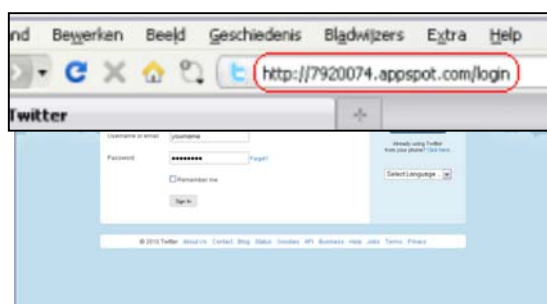 nd Bewerken Beeld Geschiedenis Bladwijzers Extra Help
http://7920074.appspot.com/login
Twitter
Username or email yourname
Password •••••••• Forgot?
Remember me
Sign In
Already using Twitter
from your phone? Click here.
Select Language...
© 2010 Twitter About Us Contact Blog Status Goodies API Business Help Jobs Terms Privacy